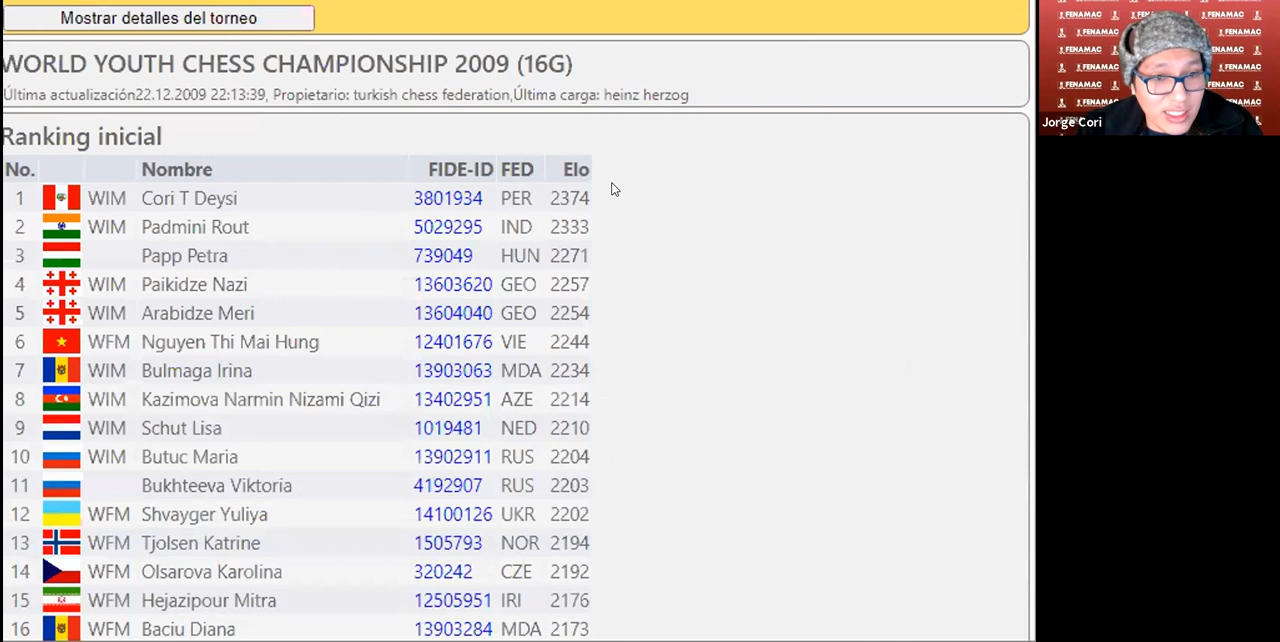 Mostrar detalles del torneo
WORLD YOUTH CHESS CHAMPIONSHIP 2009 (16G)
Última actualización22.12.2009 22:13:39, Propietario: turkish chess federation,Última carga: heinz herzog
Ranking inicial
No. Nombre FIDE-ID FED Elo
1 WIM Cori T Deysi 3801934 PER 2374
2 WIM Padmini Rout 5029295 IND 2333
3 Papp Petra 739049 HUN 2271
4 WIM Paikidze Nazi 13603620 GEO 2257
5 WIM Arabidze Meri 13604040 GEO 2254
6 WFM Nguyen Thi Mai Hung 12401676 VIE 2244
7 WIM Bulmaga Irina 13903063 MDA 2234
8 WIM Kazimova Narmin Nizami Qizi 13402951 AZE 2214
9 WIM Schut Lisa 1019481 NED 2210
10 WIM Butuc Maria 13902911 RUS 2204
11 Bukhteeva Viktoria 4192907 RUS 2203
12 WFM Shvayger Yuliya 14100126 UKR 2202
13 WFM Tjolsen Katrine 1505793 NOR 2194
14 WFM Olsarova Karolina 320242 CZE 2192
15 WFM Hejazipour Mitra 12505951 IRI 2176
16 WFM Baciu Diana 13903284 MDA 2173
FENAMAC FENAMAC
FENAMAC
FENAMAC FENAMAC
FENAMAC
FENAMAC
Jorge Cori